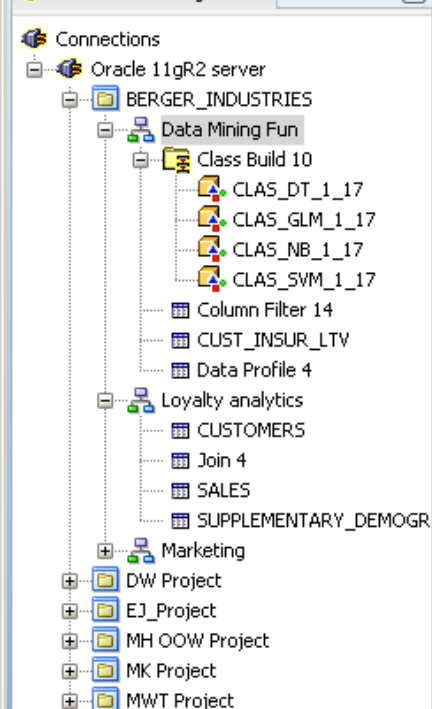 Connections
Oracle 11gR2 server
BERGER_INDUSTRIES
Data Mining Fun
Class Build 10
CLAS_DT_1_17
CLAS_GLM_1_17
CLAS_NB_1_17
CLAS_SVM_1_17
Column Filter 14
CUST_INSUR_LTV
Data Profile 4
Loyalty analytics
CUSTOMERS
Join 4
SALES
SUPPLEMENTARY_DEMOGR
Marketing
DW Project
EJ_Project
MH OOW Project
MK Project
MWT Project